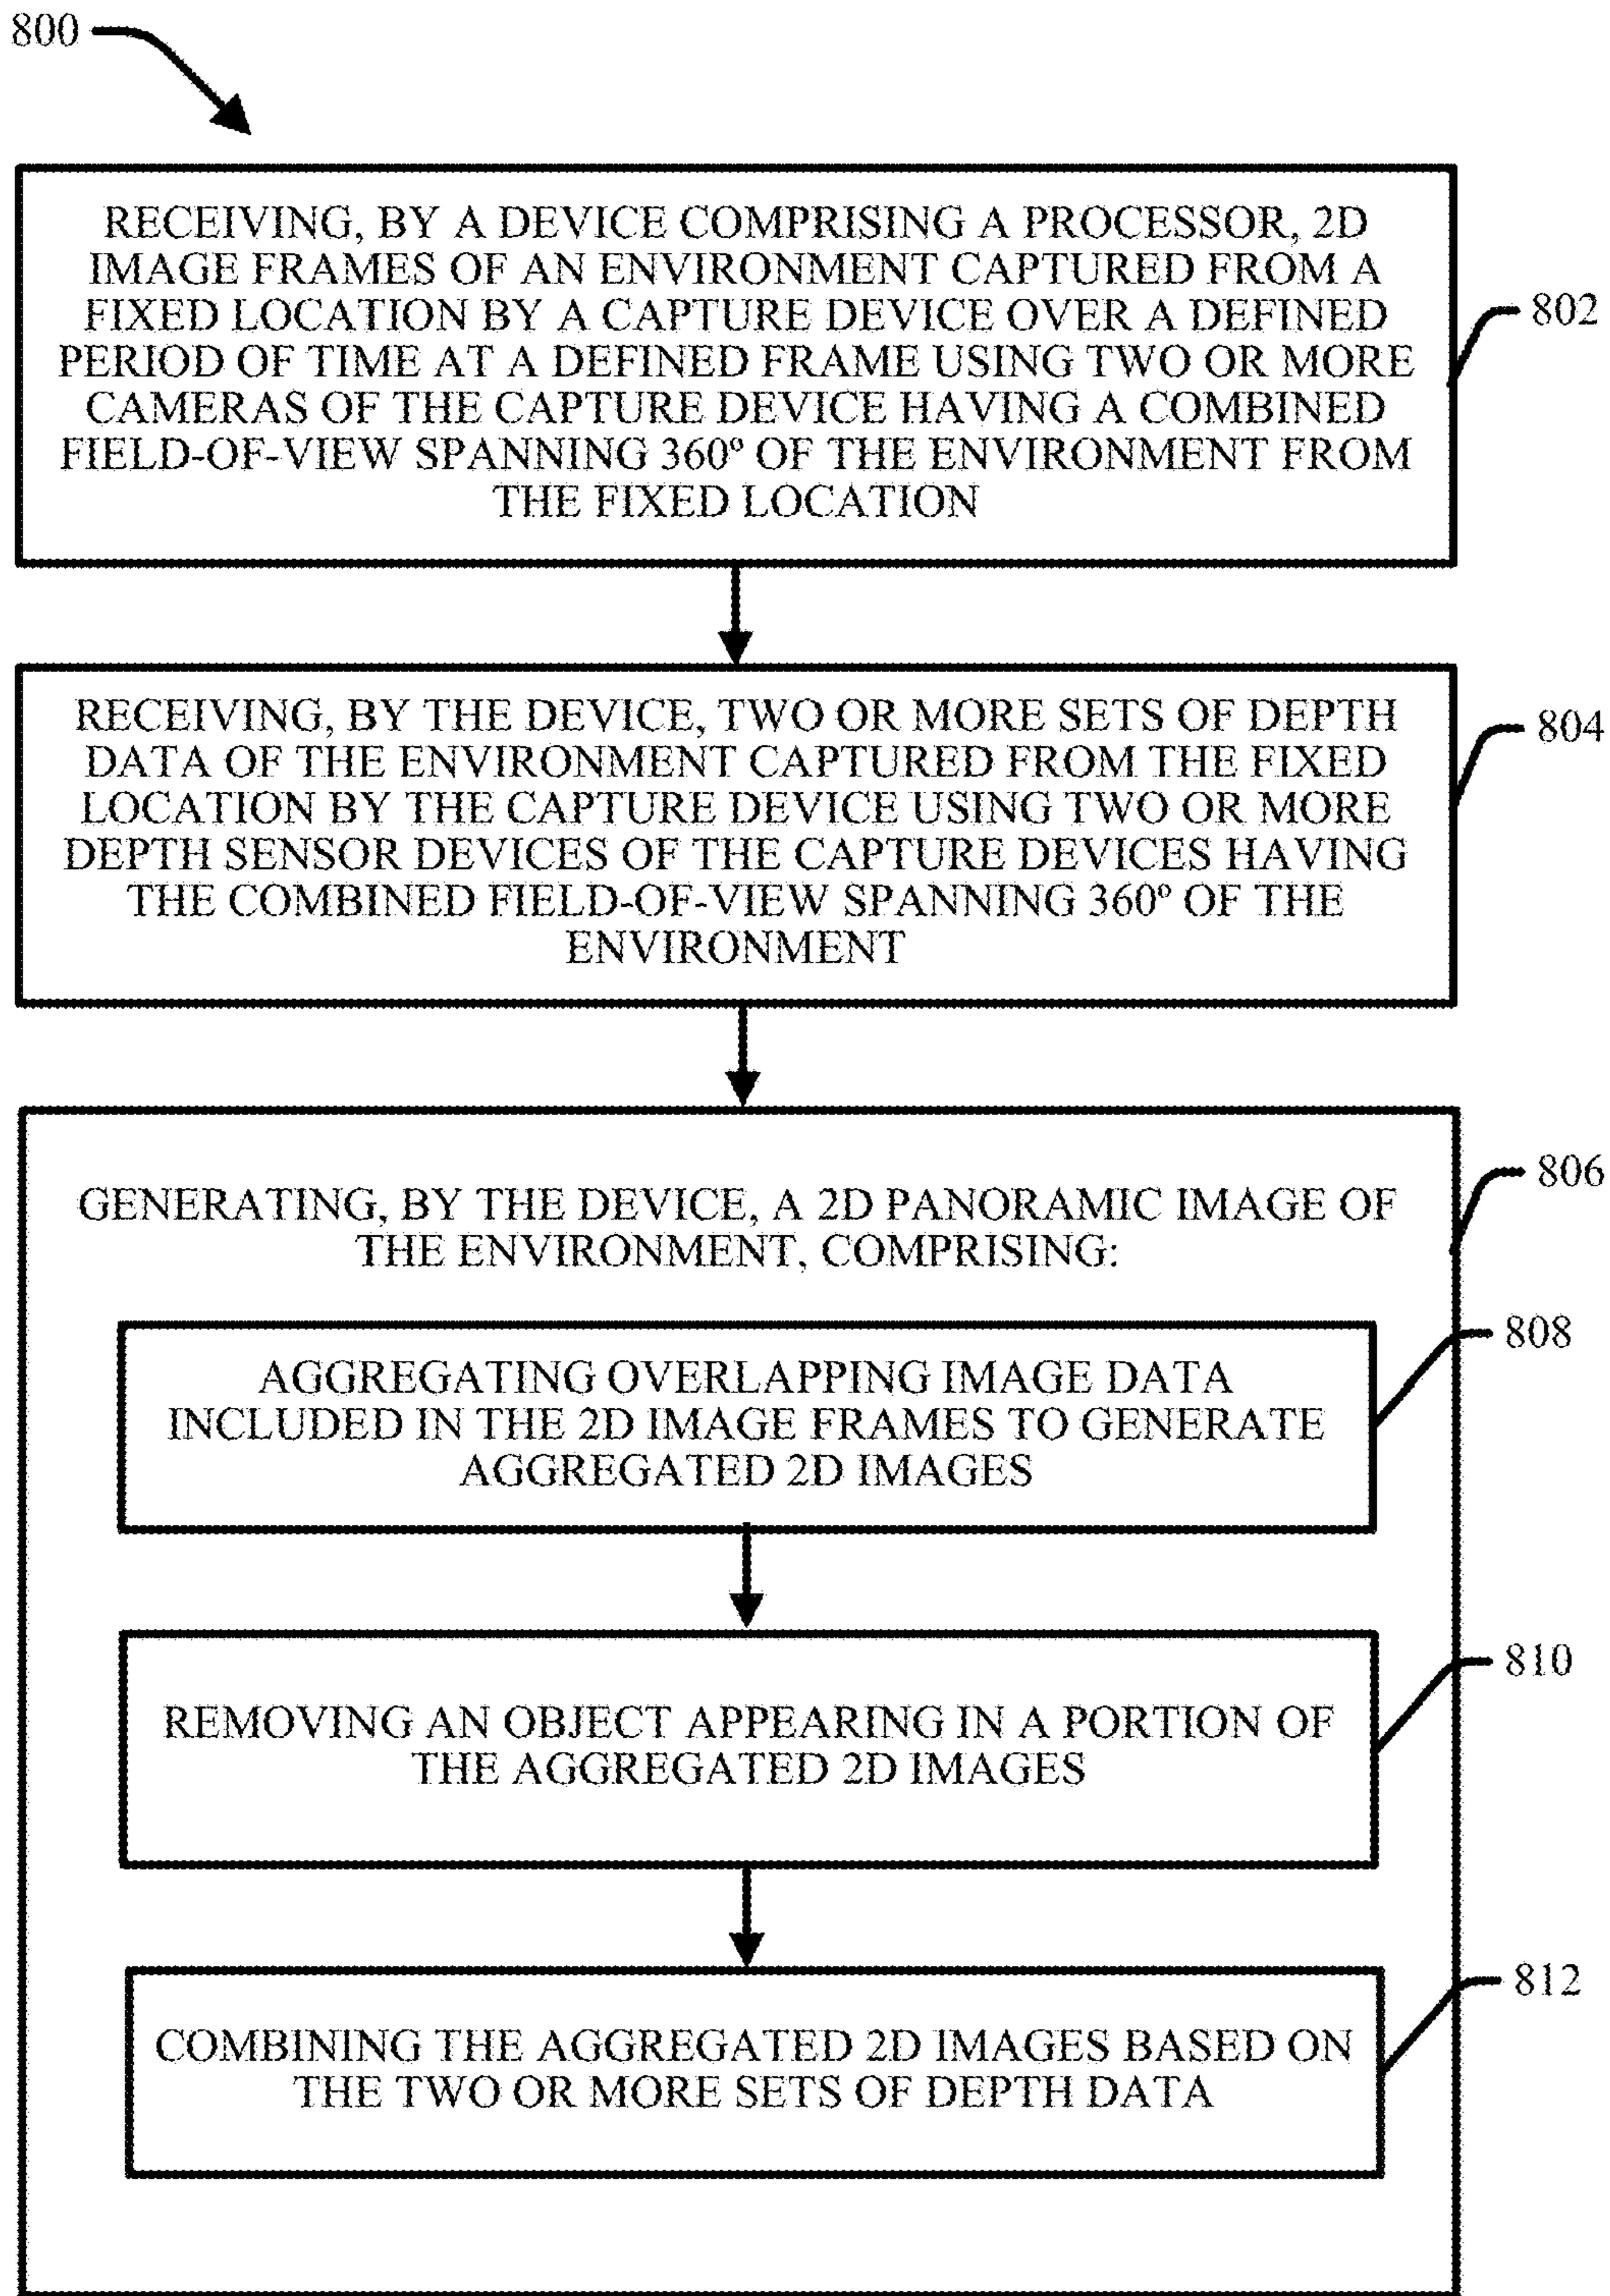 800
RECEIVING, BY A DEVICE COMPRISING A PROCESSOR, 2D
IMAGE FRAMES OF AN ENVIRONMENT CAPTURED FROM A
FIXED LOCATION BY A CAPTURE DEVICE OVER A DEFINED
PERIOD OF TIME AT A DEFINED FRAME USING TWO OR MORE
CAMERAS OF THE CAPTURE DEVICE HAVING A COMBINED
FIELD-OF-VIEW SPANNING 360º OF THE ENVIRONMENT FROM
THE FIXED LOCATION
802
RECEIVING, BY THE DEVICE, TWO OR MORE SETS OF DEPTH
DATA OF THE ENVIRONMENT CAPTURED FROM THE FIXED
LOCATION BY THE CAPTURE DEVICE USING TWO OR MORE
DEPTH SENSOR DEVICES OF THE CAPTURE DEVICES HAVING
THE COMBINED FIELD-OF-VIEW SPANNING 360º OF THE
ENVIRONMENT
804
GENERATING, BY THE DEVICE, A 2D PANORAMIC IMAGE OF
THE ENVIRONMENT, COMPRISING:
806
AGGREGATING OVERLAPPING IMAGE DATA
INCLUDED IN THE 2D IMAGE FRAMES TO GENERATE
AGGREGATED 2D IMAGES
808
REMOVING AN OBJECT APPEARING IN A PORTION OF
THE AGGREGATED 2D IMAGES
810
COMBINING THE AGGREGATED 2D IMAGES BASED ON
THE TWO OR MORE SETS OF DEPTH DATA
812